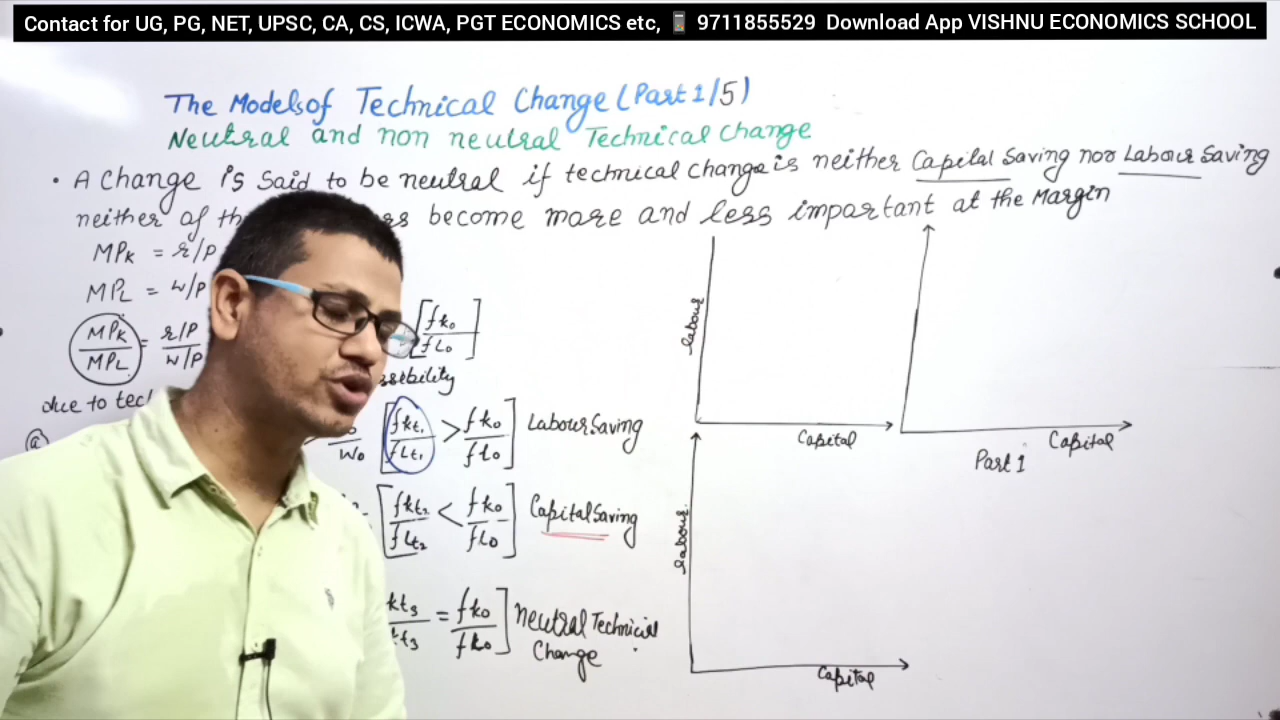 Contact for UG, PG, NET, UPSC, CA, CS, ICWA, PGT ECONOMICS etc, 📱 9711855529 Download App VISHNU ECONOMICS SCHOOL
The Models of Technical Change (Part 1/5)
Neutral and non neutral Technical change
• A change is said to be neutral if technical change is neither Capital Saving nor Labour Saving
neither of become more and less important at the Margin
MPK = r/P
MPL = w/P
MPK/MPL = r/P / w/P
[fk₀/fL₀]
due to
ⓐ
W₀ [fkt₁/fLt₁ > fk₀/fL₀] Labour Saving
[fkt₂/fLt₂ < fk₀/fL₀] Capital Saving
kt₃ = fk₀/fk₀] Neutral Technical
Change
Labour
Capital
Capital
Part 1
Labour
Capital